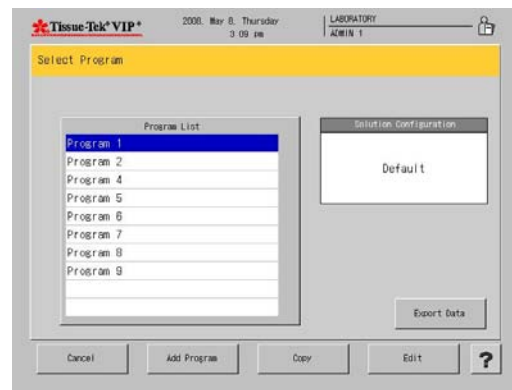 Tissue-Tek® VIP®
2008. May 8. Thursday
3 09 pm
LABORATORY
ADMIN 1
Select Program
Program List
Program 1
Program 2
Program 4
Program 5
Program 6
Program 7
Program 8
Program 9
Solution Configuration
Default
Export Data
Cancel
Add Program
Copy
Edit
?